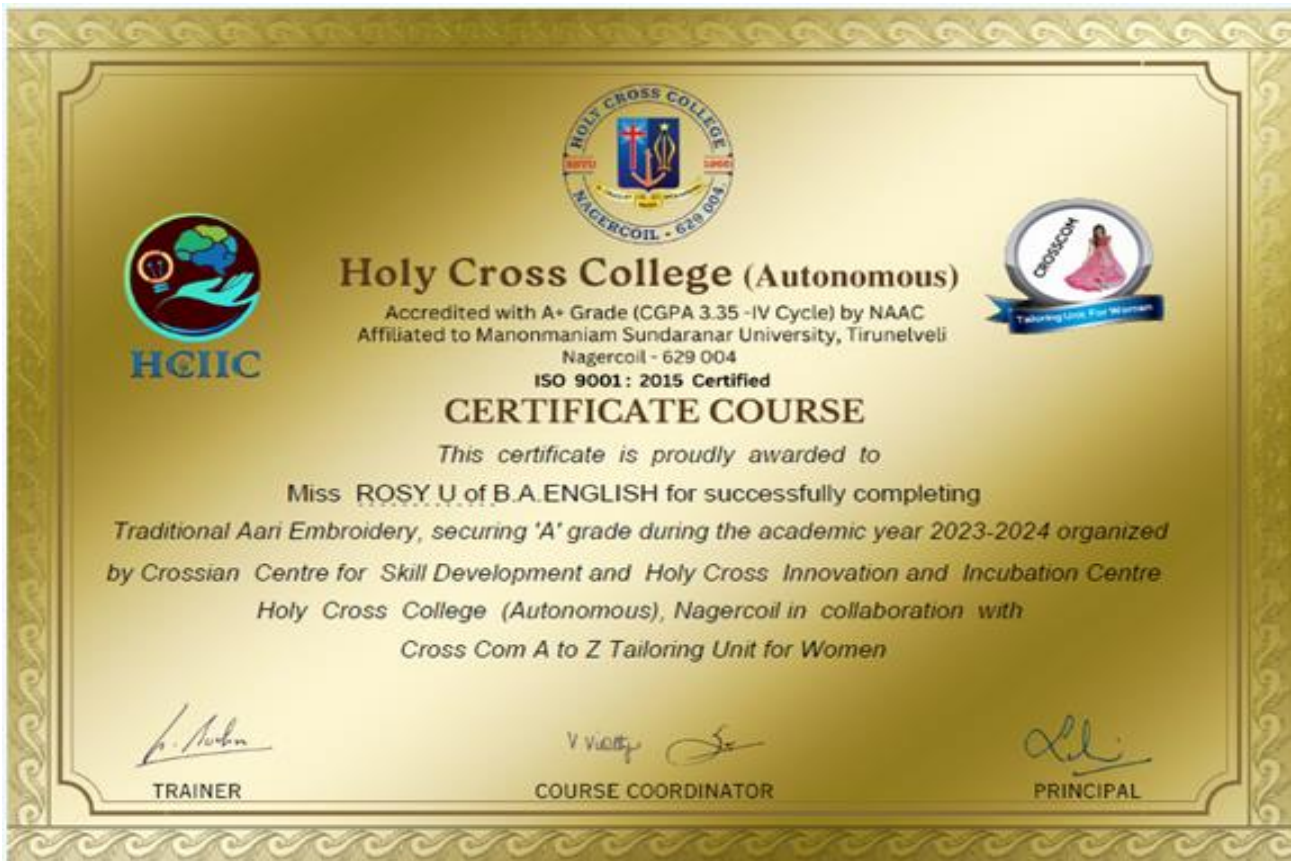 HOLY CROSS COLLEGE
NAGERCOIL - 629 004
1965
Holy Cross College (Autonomous)
Accredited with A+ Grade (CGPA 3.35 -IV Cycle) by NAAC
Affiliated to Manonmaniam Sundaranar University, Tirunelveli
Nagercoil - 629 004
ISO 9001: 2015 Certified
HCIIC
CROSSCOM
Tailoring Unit For Women
CERTIFICATE COURSE
This certificate is proudly awarded to
Miss ROSY U of B.A.ENGLISH for successfully completing
Traditional Aari Embroidery, securing 'A' grade during the academic year 2023-2024 organized
by Crossian Centre for Skill Development and Holy Cross Innovation and Incubation Centre
Holy Cross College (Autonomous), Nagercoil in collaboration with
Cross Com A to Z Tailoring Unit for Women
TRAINER
COURSE COORDINATOR
PRINCIPAL